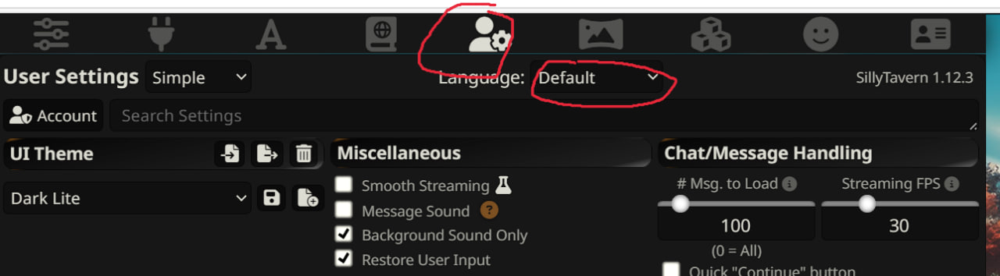 User Settings Simple Language: Default SillyTavern 1.12.3
Account Search Settings
UI Theme Miscellaneous Chat/Message Handling
Smooth Streaming # Msg. to Load Streaming FPS
Dark Lite
Message Sound ?
100 30
Background Sound Only
(0 = All)
Restore User Input
Quick "Continue" button